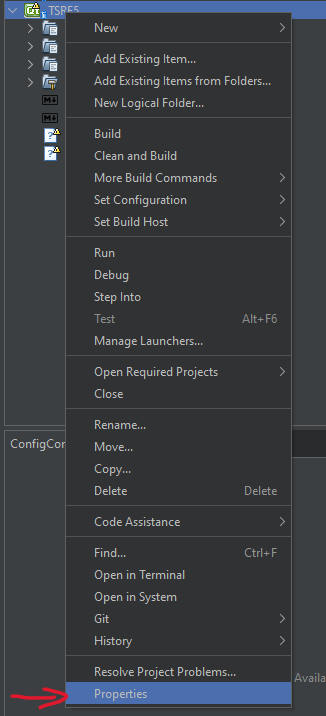 TSRE5
New
Add Existing Item...
Add Existing Items from Folders...
New Logical Folder...
Build
Clean and Build
More Build Commands
Set Configuration
Set Build Host
Run
Debug
Step Into
Test Alt+F6
Manage Launchers...
Open Required Projects
Close
Rename...
Move...
Copy...
ConfigCo
Delete Delete
Code Assistance
Find... Ctrl+F
Open in Terminal
Open in System
Git
History
Resolve Project Problems...
Availa
Properties